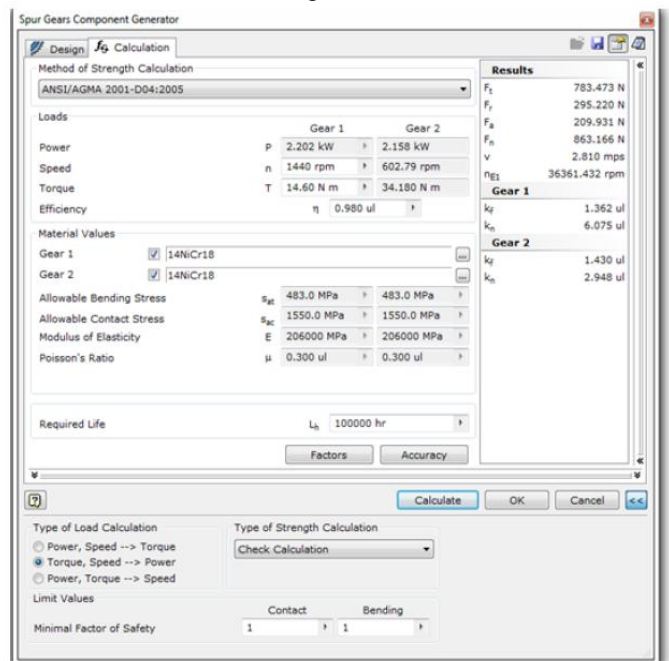 Spur Gears Component Generator
Design fG Calculation
Method of Strength Calculation
ANSI/AGMA 2001-D04:2005
Loads
Gear 1 Gear 2
Power P 2.202 kW 2.158 kW
Speed n 1440 rpm 602.79 rpm
Torque T 14.60 N m 34.180 N m
Efficiency η 0.980 ul
Material Values
Gear 1 14NiCr18 ...
Gear 2 14NiCr18 ...
Allowable Bending Stress sat 483.0 MPa 483.0 MPa
Allowable Contact Stress sac 1550.0 MPa 1550.0 MPa
Modulus of Elasticity E 206000 MPa 206000 MPa
Poisson's Ratio μ 0.300 ul 0.300 ul
Required Life Lh 100000 hr
Factors Accuracy
Results
Ft 783.473 N
Fr 295.220 N
Fa 209.931 N
Fn 863.166 N
v 2.810 mps
nE1 36361.432 rpm
Gear 1
kf 1.362 ul
kn 6.075 ul
Gear 2
kf 1.430 ul
kn 2.948 ul
? Calculate OK Cancel <<
Type of Load Calculation Type of Strength Calculation
Power, Speed --> Torque Check Calculation
Torque, Speed --> Power
Power, Torque --> Speed
Limit Values
Contact Bending
Minimal Factor of Safety 1 1